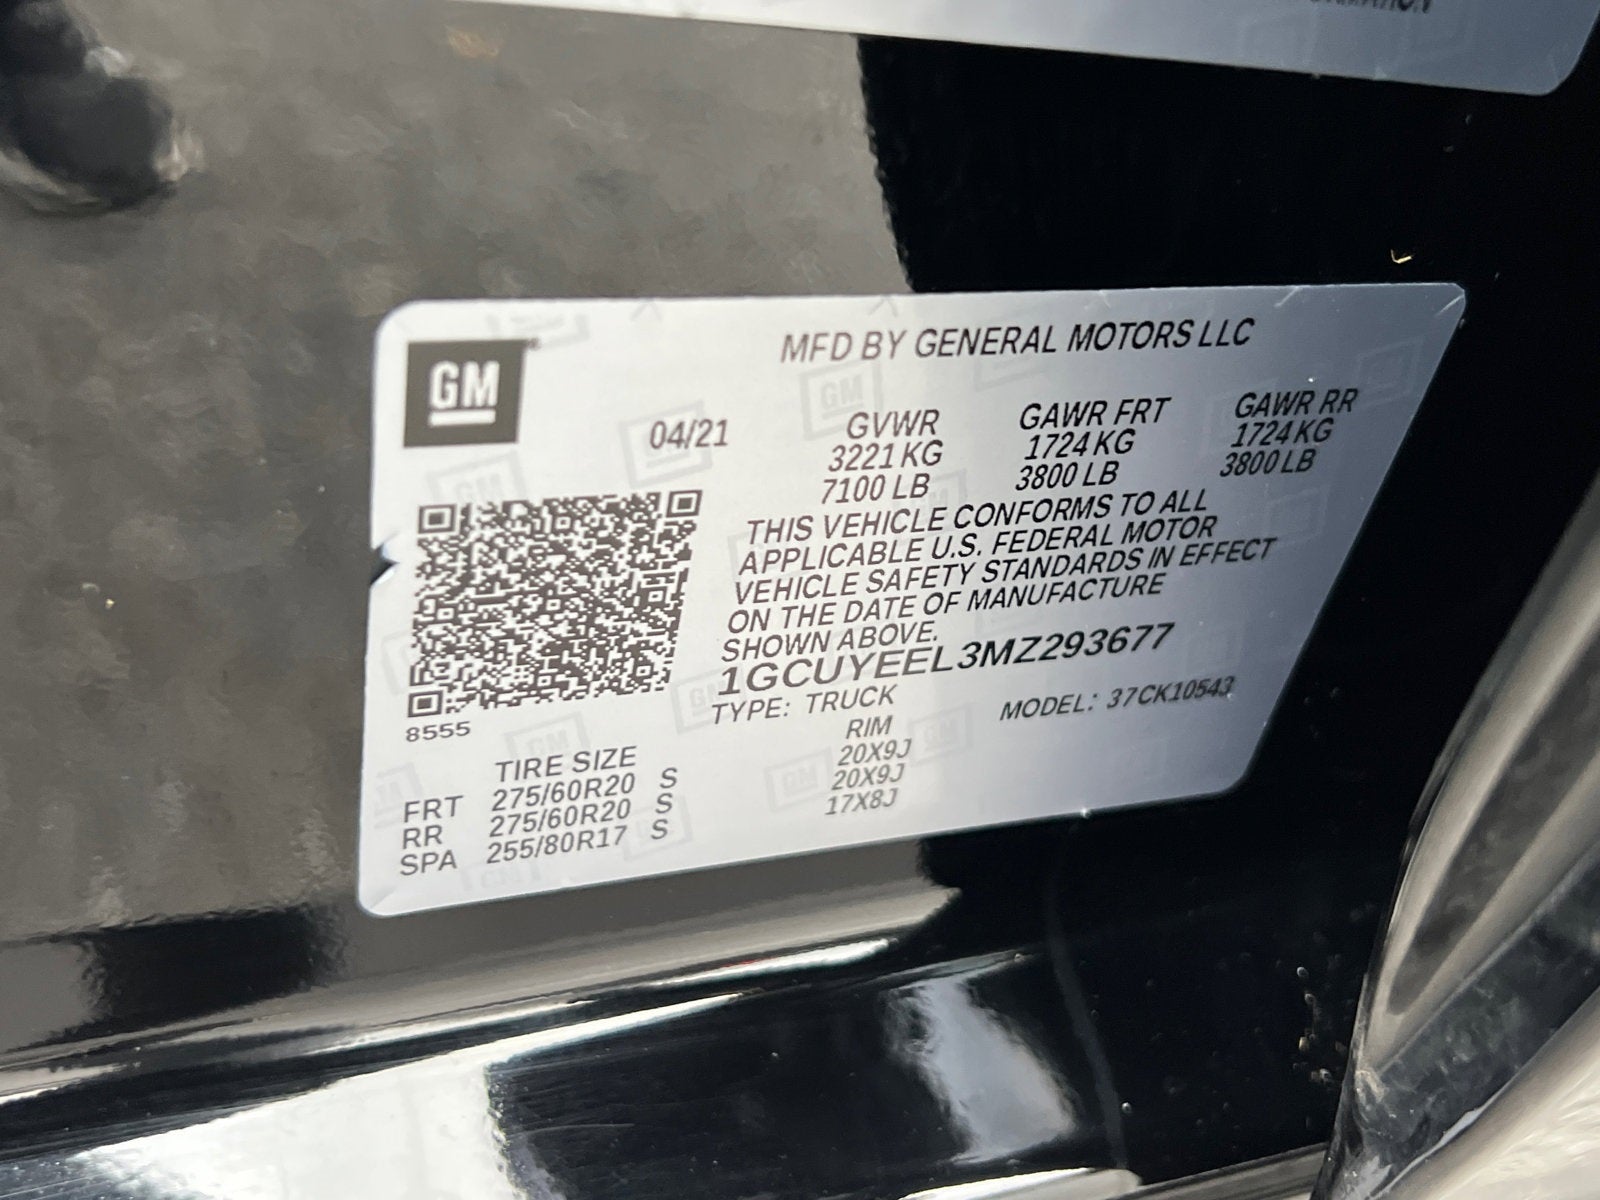 GM
MFD BY GENERAL MOTORS LLC
04/21
GVWR GAWR FRT GAWR RR
3221 KG 1724 KG 1724 KG
7100 LB 3800 LB 3800 LB
THIS VEHICLE CONFORMS TO ALL
APPLICABLE U.S. FEDERAL MOTOR
VEHICLE SAFETY STANDARDS IN EFFECT
ON THE DATE OF MANUFACTURE
SHOWN ABOVE.
1GCUYEEL3MZ293677
TYPE: TRUCK MODEL: 37CK10543
8555
TIRE SIZE RIM
FRT 275/60R20 S 20X9J
RR 275/60R20 S 20X9J
SPA 255/80R17 S 17X8J